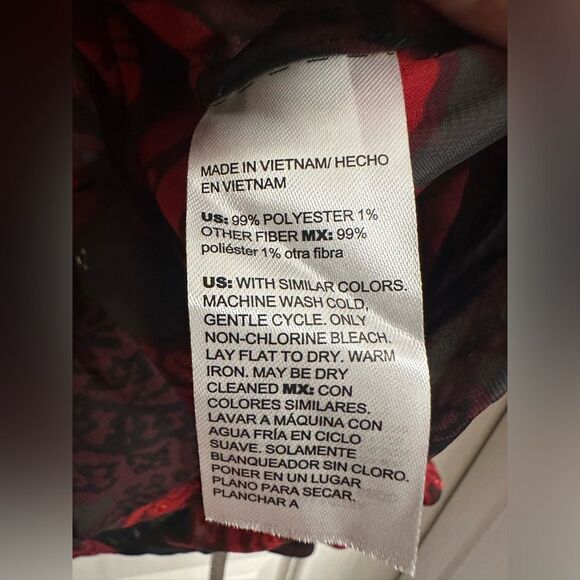 MADE IN VIETNAM/ HECHO
EN VIETNAM
US: 99% POLYESTER 1%
OTHER FIBER MX: 99%
poliéster 1% otra fibra
US: WITH SIMILAR COLORS.
MACHINE WASH COLD,
GENTLE CYCLE. ONLY
NON-CHLORINE BLEACH.
LAY FLAT TO DRY. WARM
IRON. MAY BE DRY
CLEANED MX: CON
COLORES SIMILARES.
LAVAR A MÁQUINA CON
AGUA FRÍA EN CICLO
SUAVE. SOLAMENTE
BLANQUEADOR SIN CLORO.
PONER EN UN LUGAR
PLANO PARA SECAR.
PLANCHAR A